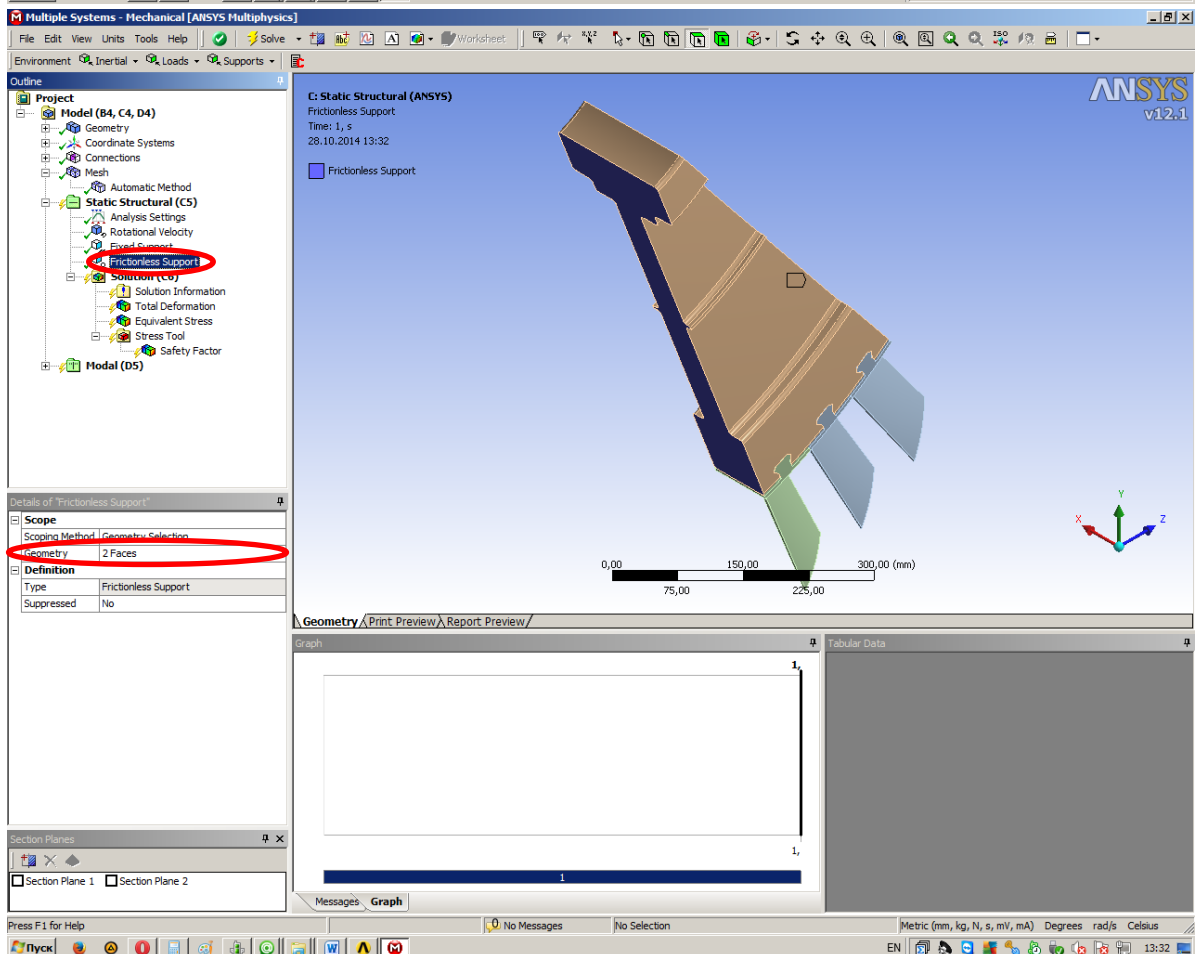 Multiple Systems - Mechanical [ANSYS Multiphysics]
File Edit View Units Tools Help Solve Worksheet
Environment Inertial Loads Supports
Outline
Project
Model (B4, C4, D4)
Geometry
Coordinate Systems
Connections
Mesh
Automatic Method
Static Structural (C5)
Analysis Settings
Rotational Velocity
Fixed Support
Frictionless Support
Solution (C6)
Solution Information
Total Deformation
Equivalent Stress
Stress Tool
Safety Factor
Modal (D5)
C: Static Structural (ANSYS)
Frictionless Support
Time: 1, s
28.10.2014 13:32
Frictionless Support
ANSYS
v12.1
Y
X
Z
0,00 150,00 300,00 (mm)
75,00 225,00
Details of "Frictionless Support"
Scope
Scoping Method Geometry Selection
Geometry 2 Faces
Definition
Type Frictionless Support
Suppressed No
Geometry Print Preview Report Preview
Graph
1,
1,
1
Messages Graph
Tabular Data
Section Planes
Section Plane 1 Section Plane 2
Press F1 for Help No Messages No Selection Metric (mm, kg, N, s, mV, mA) Degrees rad/s Celsius
Пуск EN 13:32